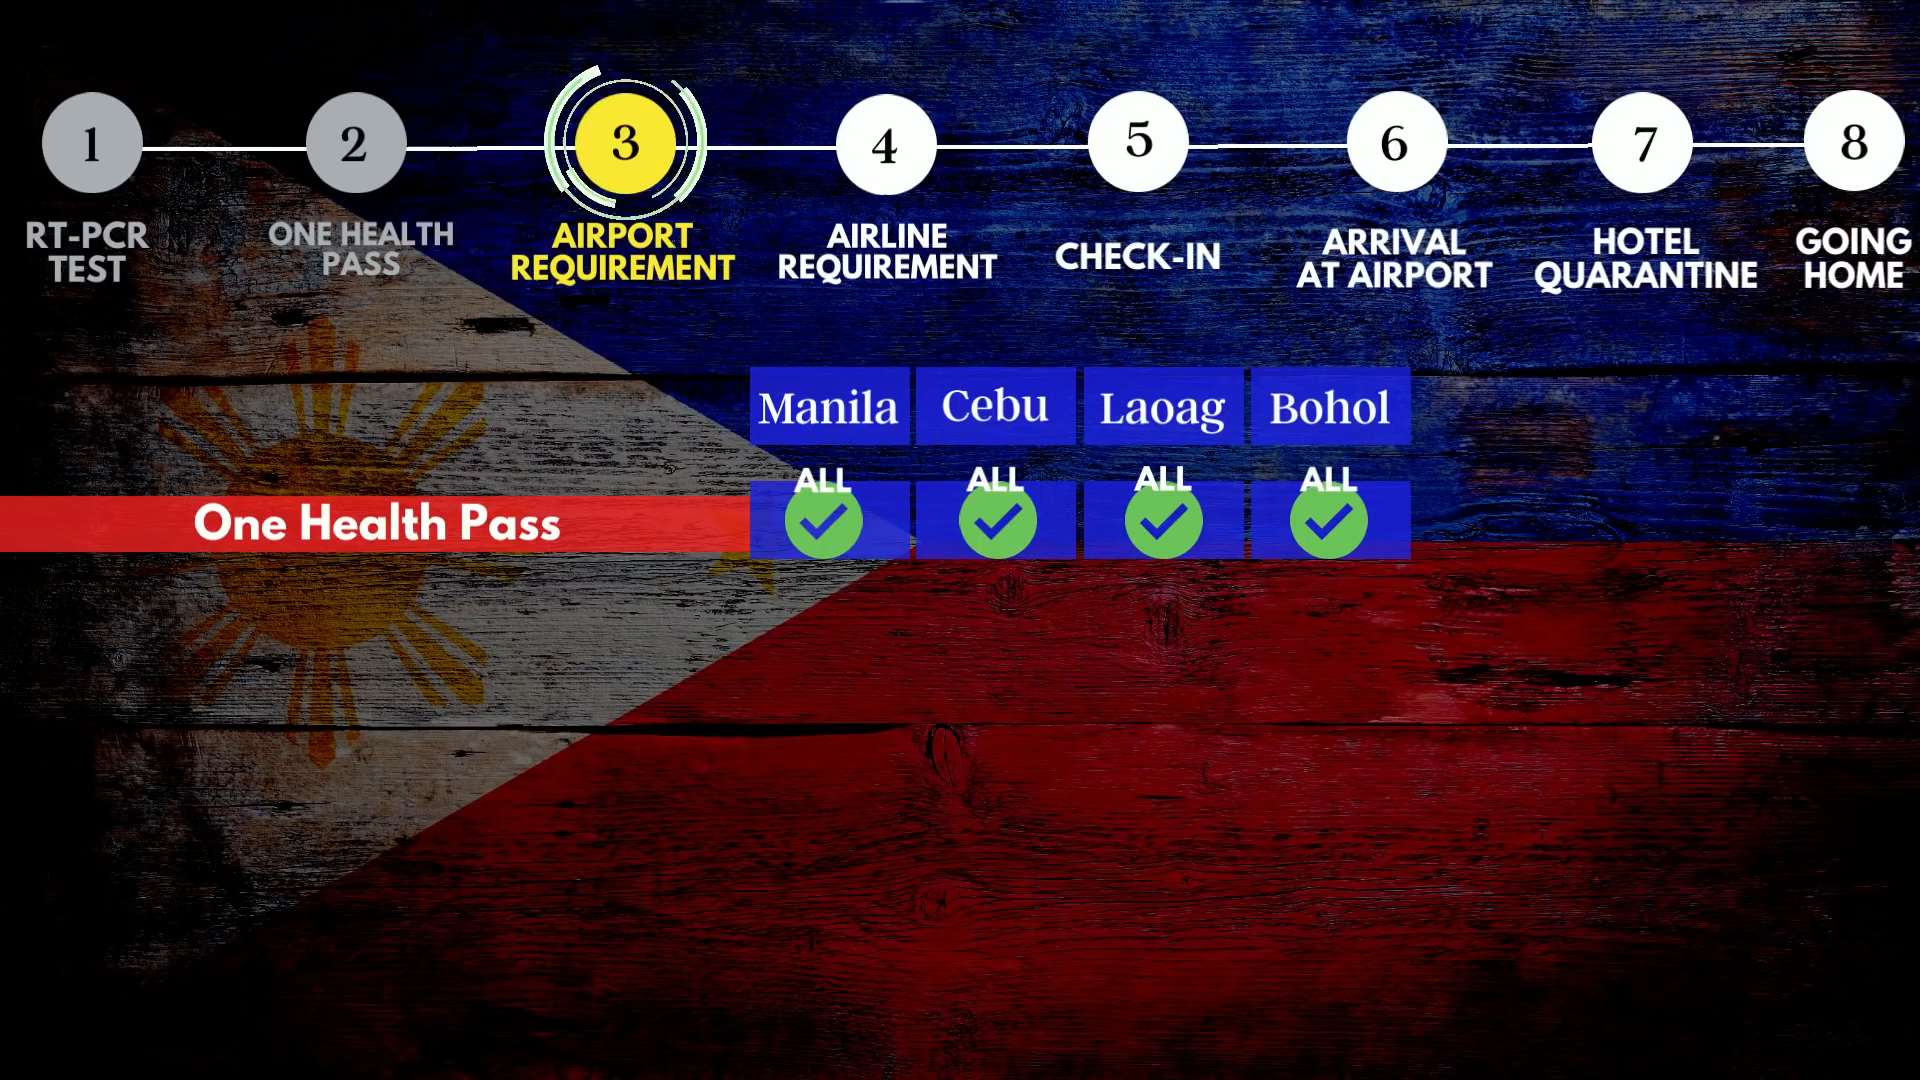 1 2 3 4 5 6 7 8
RT-PCR
TEST
ONE HEALTH
PASS
AIRPORT
REQUIREMENT
AIRLINE
REQUIREMENT
CHECK-IN
ARRIVAL
AT AIRPORT
HOTEL
QUARANTINE
GOING
HOME
Manila Cebu Laoag Bohol
ALL ALL ALL ALL
One Health Pass